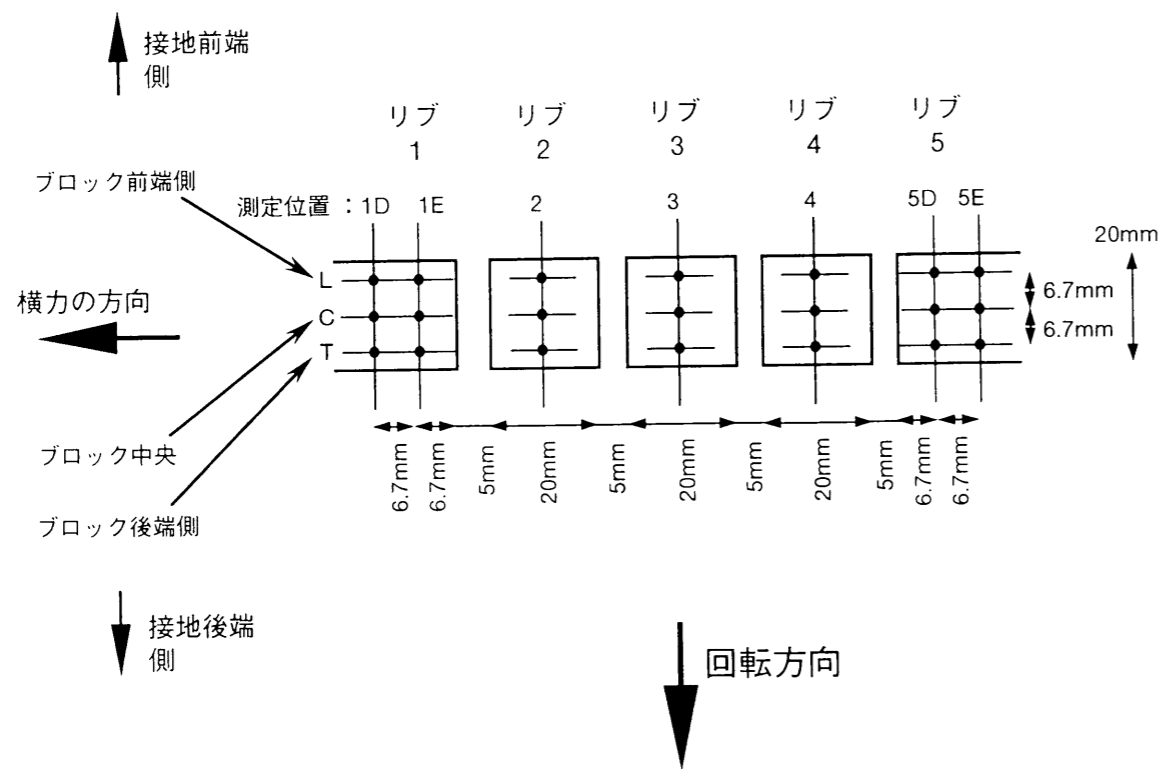 接地前端
側
リブ
1
リブ
2
リブ
3
リブ
4
リブ
5
ブロック前端側
測定位置 : 1D 1E 2 3 4 5D 5E
20mm
L
横力の方向
C
T
6.7mm
6.7mm
ブロック中央
ブロック後端側
6.7mm
6.7mm
5mm
20mm
5mm
20mm
5mm
20mm
5mm
6.7mm
6.7mm
接地後端
側
回転方向